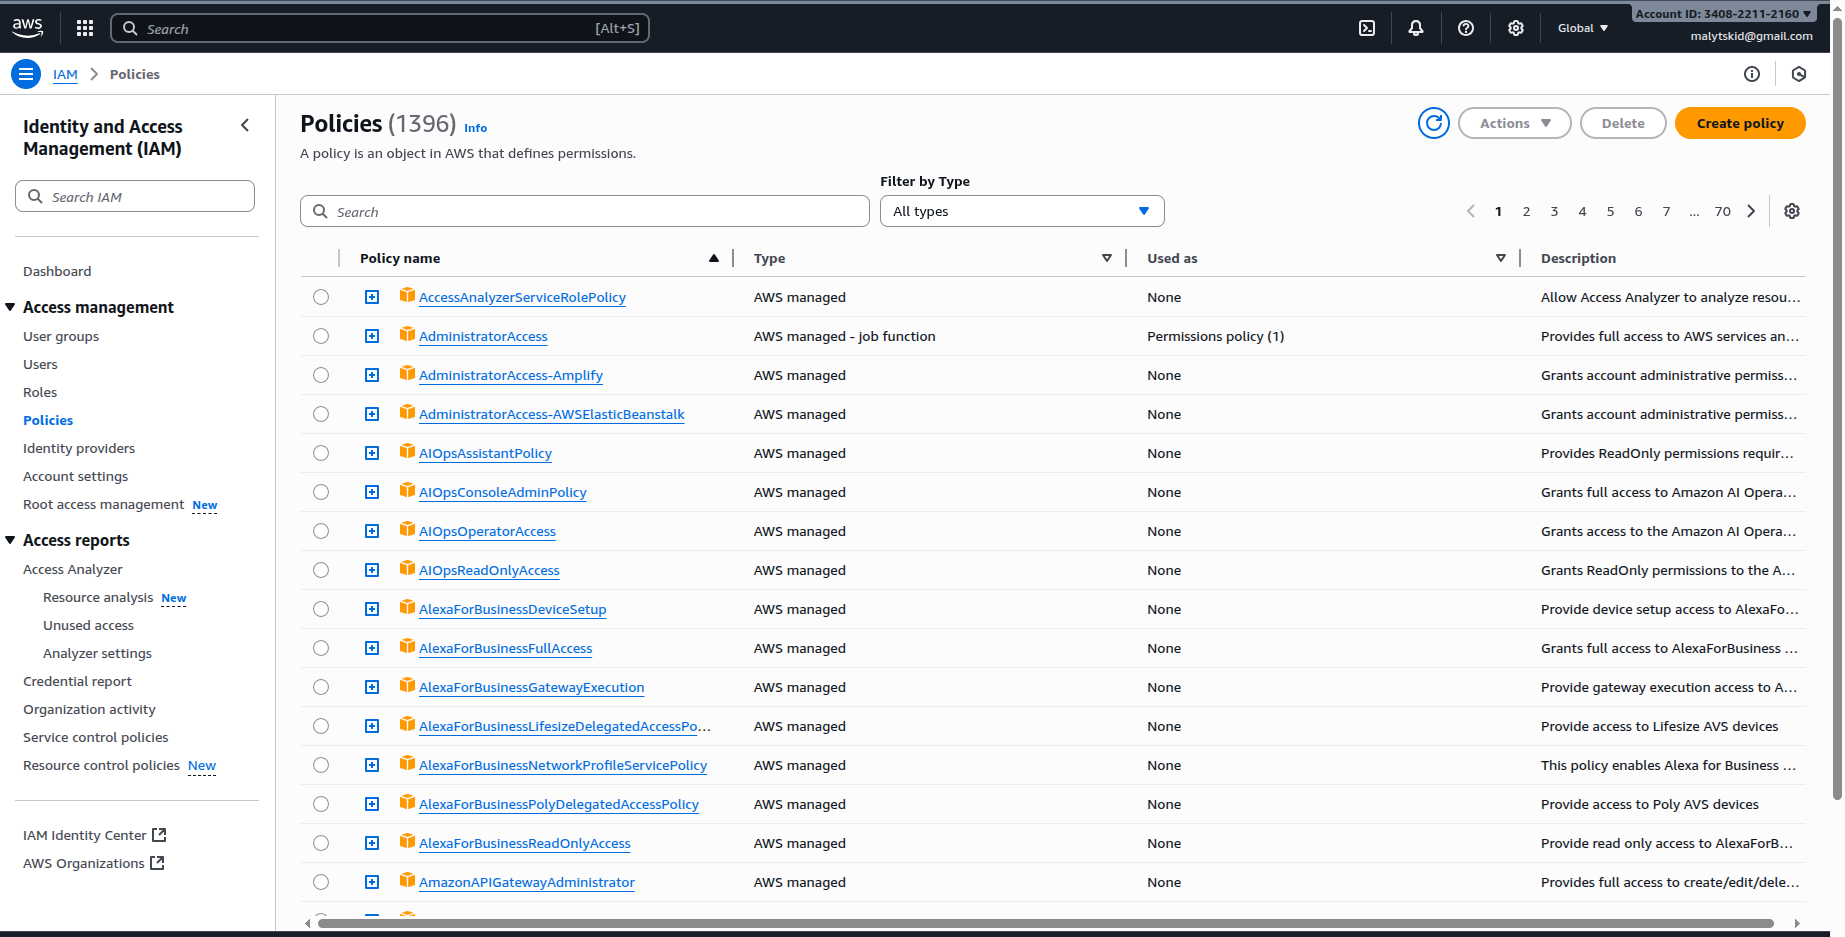 aws
Search
[Alt+S]
Global
Account ID: 3408-2211-2160
malytskid@gmail.com
IAM
Policies
Identity and Access
Management (IAM)
Search IAM
Dashboard
Access management
User groups
Users
Roles
Policies
Identity providers
Account settings
Root access management New
Access reports
Access Analyzer
Resource analysis New
Unused access
Analyzer settings
Credential report
Organization activity
Service control policies
Resource control policies New
IAM Identity Center
AWS Organizations
Policies (1396) Info
A policy is an object in AWS that defines permissions.
Actions
Delete
Create policy
Filter by Type
Search
All types
1 2 3 4 5 6 7 ... 70
Policy name Type Used as Description
AccessAnalyzerServiceRolePolicy AWS managed None Allow Access Analyzer to analyze resou...
AdministratorAccess AWS managed - job function Permissions policy (1) Provides full access to AWS services an...
AdministratorAccess-Amplify AWS managed None Grants account administrative permiss...
AdministratorAccess-AWSElasticBeanstalk AWS managed None Grants account administrative permiss...
AIOpsAssistantPolicy AWS managed None Provides ReadOnly permissions requir...
AIOpsConsoleAdminPolicy AWS managed None Grants full access to Amazon AI Opera...
AIOpsOperatorAccess AWS managed None Grants access to the Amazon AI Opera...
AIOpsReadOnlyAccess AWS managed None Grants ReadOnly permissions to the A...
AlexaForBusinessDeviceSetup AWS managed None Provide device setup access to AlexaFo...
AlexaForBusinessFullAccess AWS managed None Grants full access to AlexaForBusiness ...
AlexaForBusinessGatewayExecution AWS managed None Provide gateway execution access to A...
AlexaForBusinessLifesizeDelegatedAccessPo... AWS managed None Provide access to Lifesize AVS devices
AlexaForBusinessNetworkProfileServicePolicy AWS managed None This policy enables Alexa for Business ...
AlexaForBusinessPolyDelegatedAccessPolicy AWS managed None Provide access to Poly AVS devices
AlexaForBusinessReadOnlyAccess AWS managed None Provide read only access to AlexaForB...
AmazonAPIGatewayAdministrator AWS managed None Provides full access to create/edit/dele...